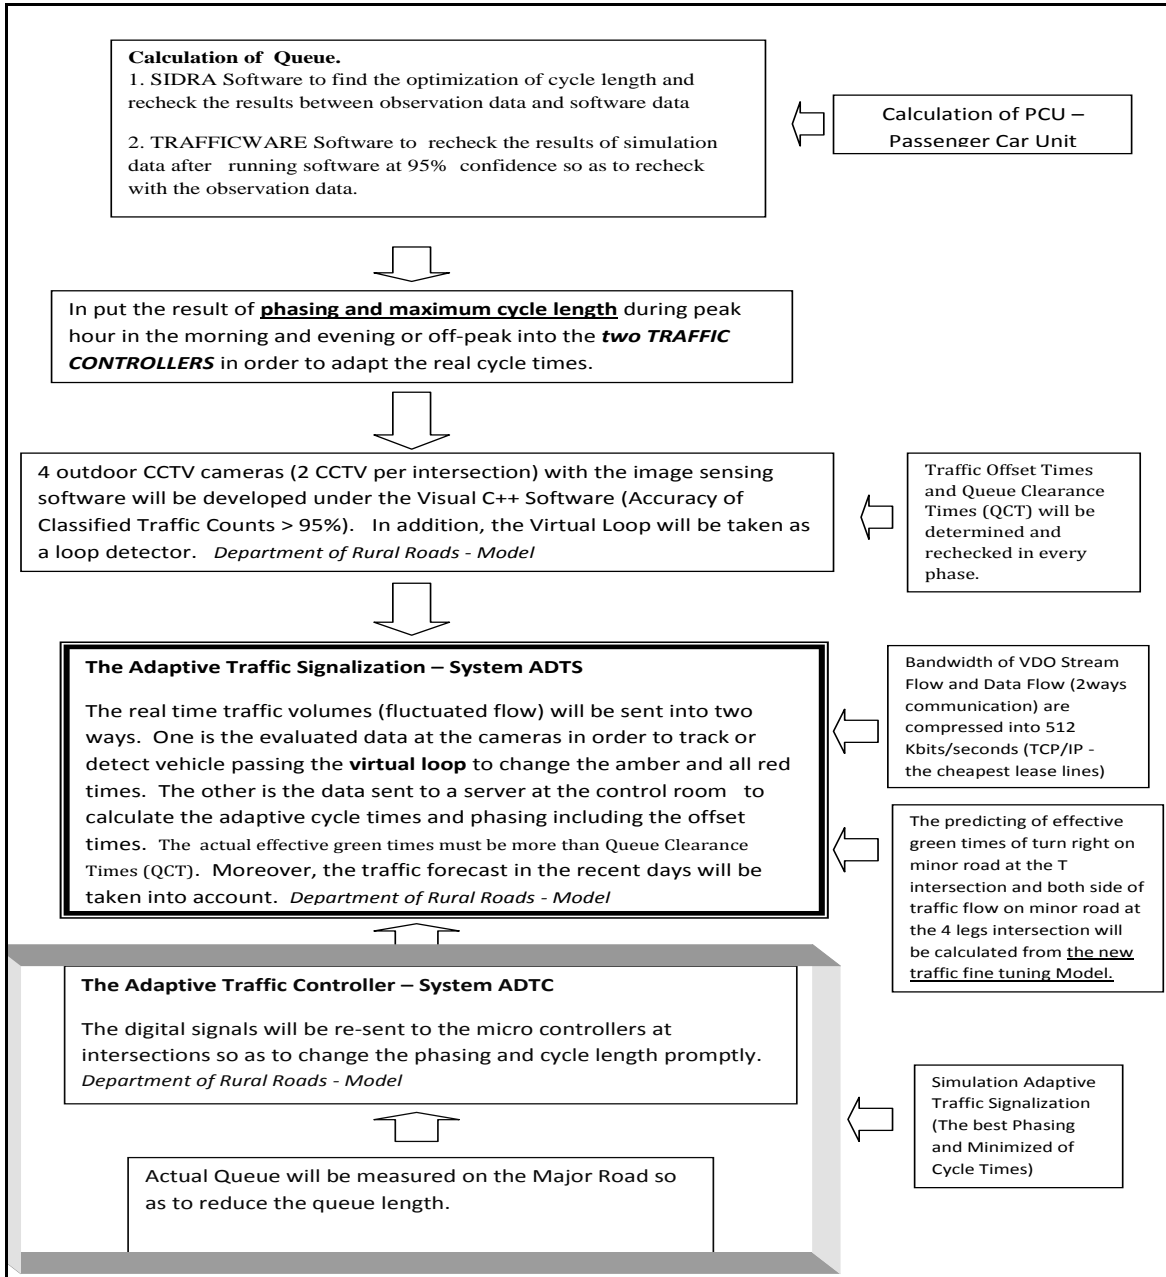 Calculation of Queue.
1. SIDRA Software to find the optimization of cycle length and
recheck the results between observation data and software data
2. TRAFFICWARE Software to recheck the results of simulation
data after running software at 95% confidence so as to recheck
with the observation data.
Calculation of PCU –
Passenger Car Unit
In put the result of phasing and maximum cycle length during peak
hour in the morning and evening or off-peak into the two TRAFFIC
CONTROLLERS in order to adapt the real cycle times.
4 outdoor CCTV cameras (2 CCTV per intersection) with the image sensing
software will be developed under the Visual C++ Software (Accuracy of
Classified Traffic Counts > 95%). In addition, the Virtual Loop will be taken as
a loop detector. Department of Rural Roads - Model
Traffic Offset Times
and Queue Clearance
Times (QCT) will be
determined and
rechecked in every
phase.
The Adaptive Traffic Signalization – System ADTS
The real time traffic volumes (fluctuated flow) will be sent into two
ways. One is the evaluated data at the cameras in order to track or
detect vehicle passing the virtual loop to change the amber and all red
times. The other is the data sent to a server at the control room to
calculate the adaptive cycle times and phasing including the offset
times. The actual effective green times must be more than Queue Clearance
Times (QCT). Moreover, the traffic forecast in the recent days will be
taken into account. Department of Rural Roads - Model
Bandwidth of VDO Stream
Flow and Data Flow (2ways
communication) are
compressed into 512
Kbits/seconds (TCP/IP -
the cheapest lease lines)
The predicting of effective
green times of turn right on
minor road at the T
intersection and both side of
traffic flow on minor road at
the 4 legs intersection will
be calculated from the new
traffic fine tuning Model.
The Adaptive Traffic Controller – System ADTC
The digital signals will be re-sent to the micro controllers at
intersections so as to change the phasing and cycle length promptly.
Department of Rural Roads - Model
Simulation Adaptive
Traffic Signalization
(The best Phasing
and Minimized of
Cycle Times)
Actual Queue will be measured on the Major Road so
as to reduce the queue length.